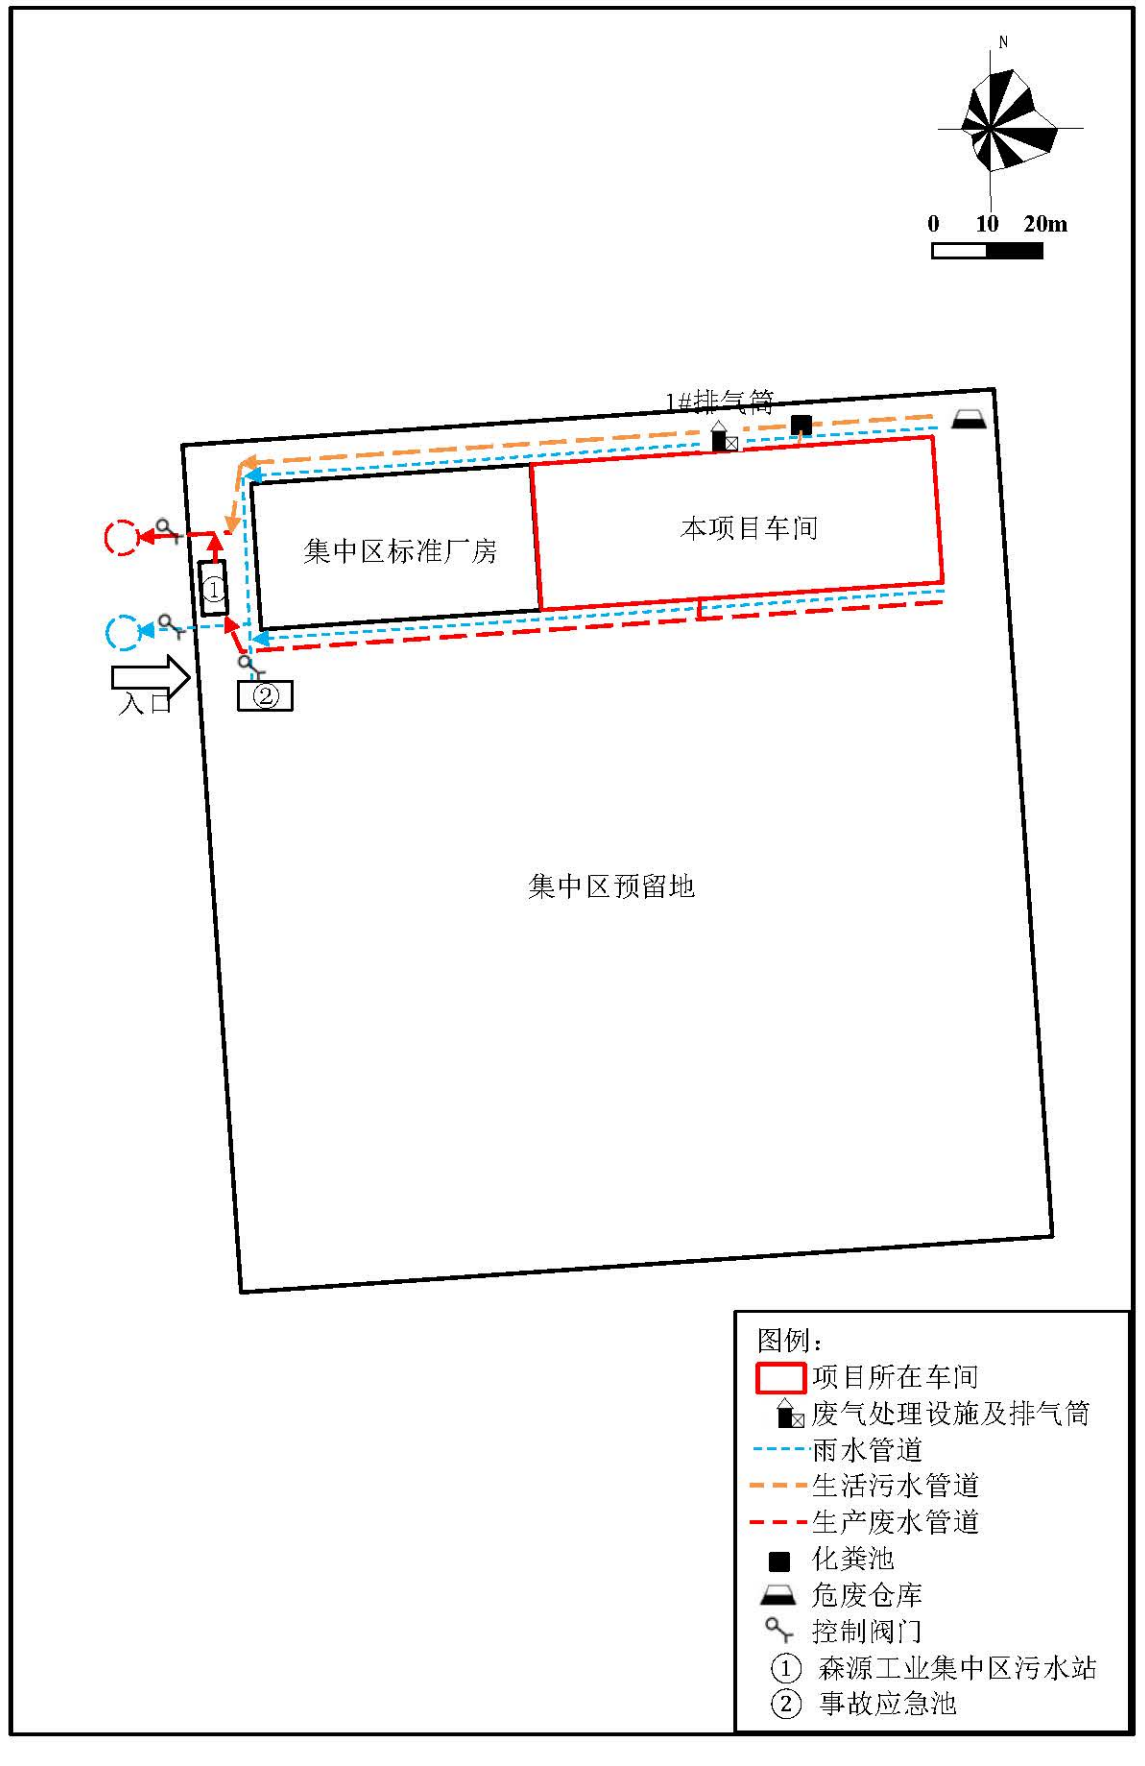 N
0 10 20m
1#排气筒
本项目车间
集中区标准厂房
①
入口
②
集中区预留地
图例：
项目所在车间
废气处理设施及排气筒
雨水管道
生活污水管道
生产废水管道
化粪池
危废仓库
控制阀门
① 森源工业集中区污水站
② 事故应急池